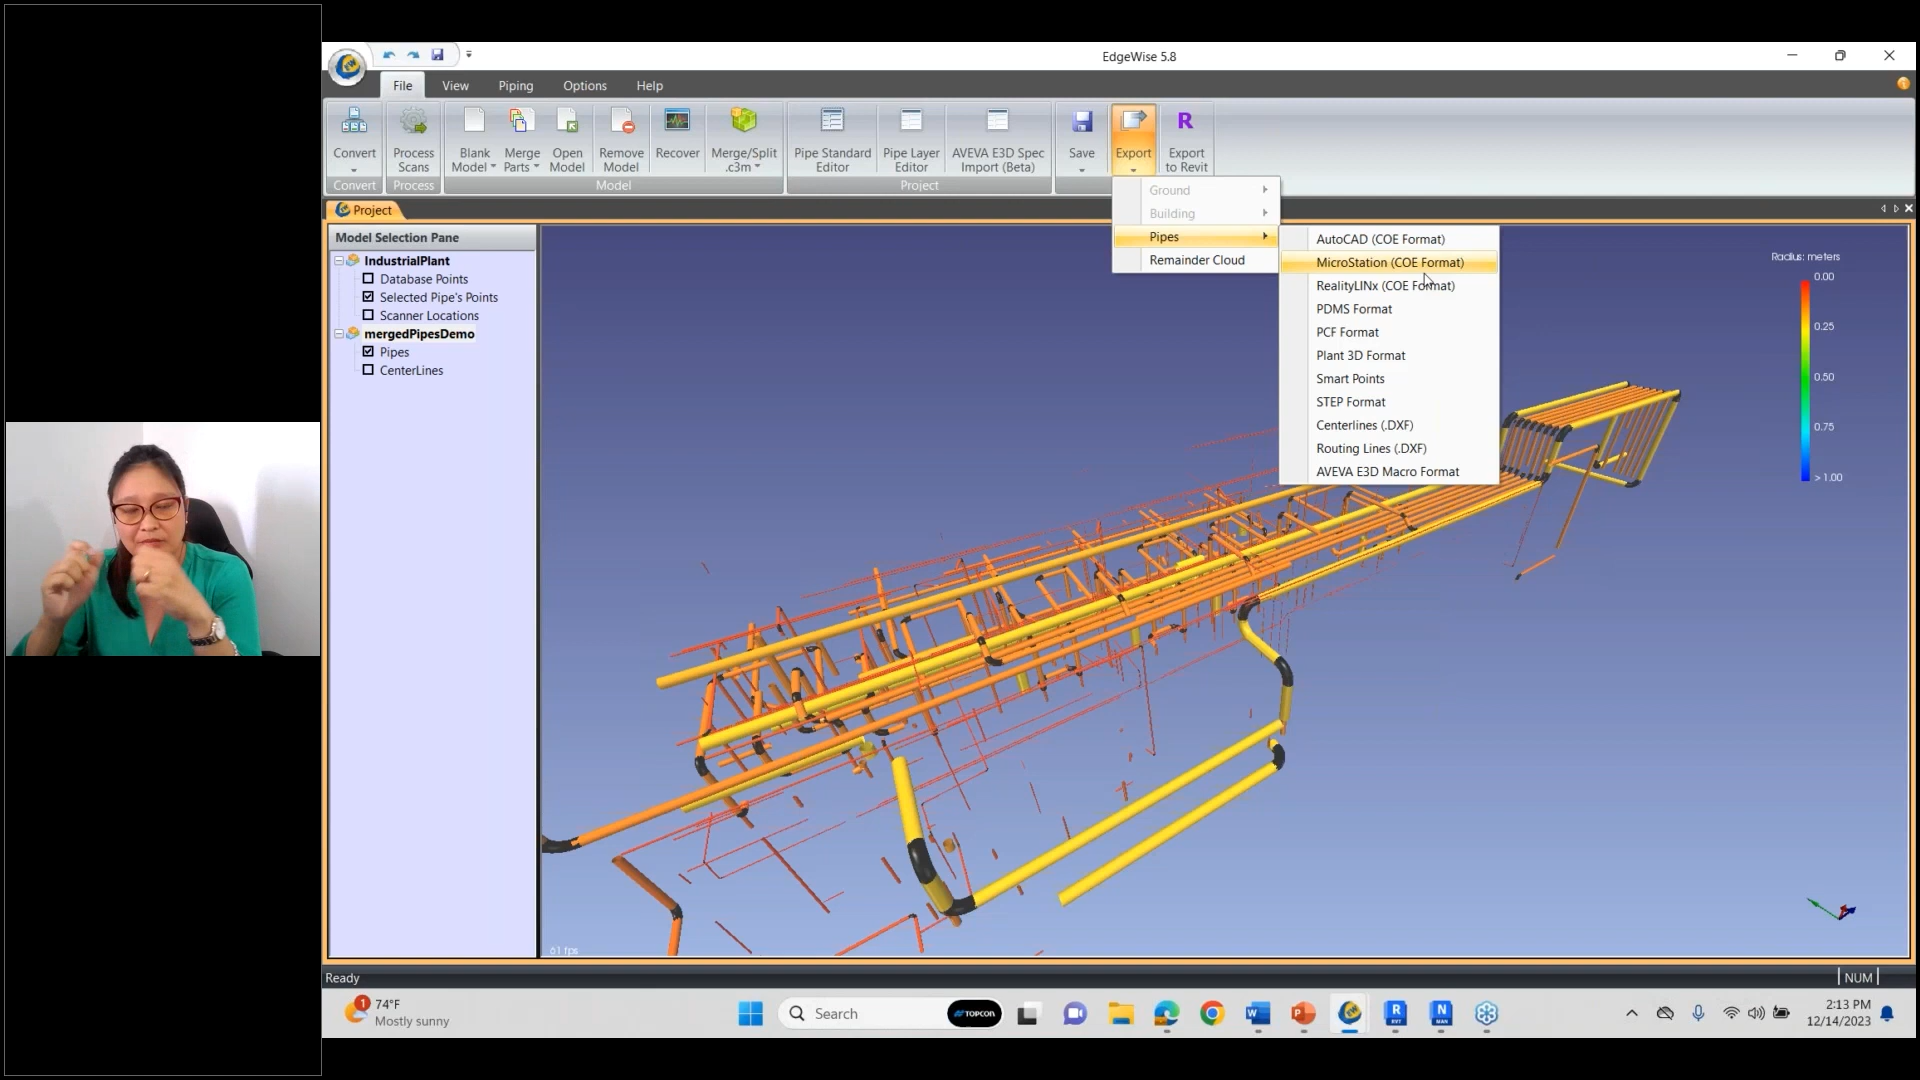 EdgeWise 5.8
File View Piping Options Help
Convert
Process Scans
Blank Model
Merge Parts
Open Model
Remove Model
Recover
Merge/Split .c3m
Pipe Standard Editor
Pipe Layer Editor
AVEVA E3D Spec Import (Beta)
Save
Export
Export to Revit
Convert Process Model Project
Project
Model Selection Pane
IndustrialPlant
Database Points
Selected Pipe's Points
Scanner Locations
mergedPipesDemo
Pipes
CenterLines
Ground
Building
Pipes
Remainder Cloud
AutoCAD (COE Format)
MicroStation (COE Format)
RealityLINx (COE Format)
PDMS Format
PCF Format
Plant 3D Format
Smart Points
STEP Format
Centerlines (.DXF)
Routing Lines (.DXF)
AVEVA E3D Macro Format
Radius: meters
0.00
0.25
0.50
0.75
> 1.00
61 fps
Ready
NUM
1
74°F
Mostly sunny
Search
TOPCON
2:13 PM
12/14/2023